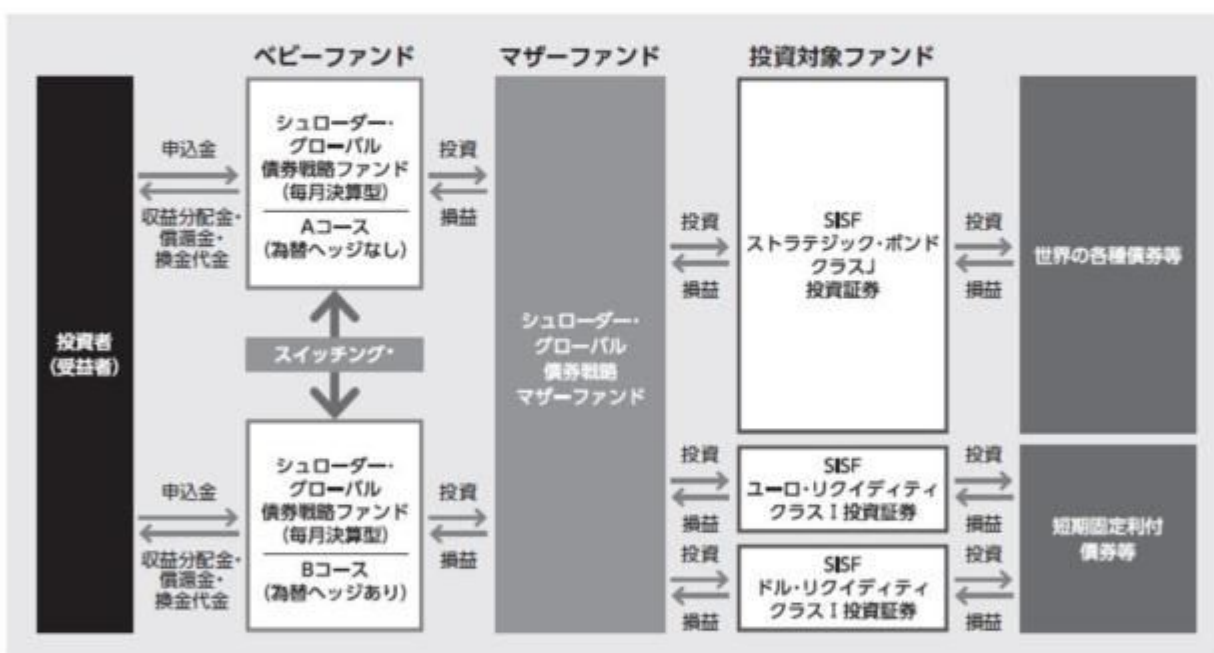 ベビーファンド
マザーファンド
投資対象ファンド
投資者
(受益者)
申込金
収益分配金・
償還金・
換金代金
シュローダー・
グローバル
債券戦略ファンド
(毎月決算型)
Aコース
(為替ヘッジなし)
投資
損益
スイッチング*
申込金
収益分配金・
償還金・
換金代金
シュローダー・
グローバル
債券戦略ファンド
(毎月決算型)
Bコース
(為替ヘッジあり)
投資
損益
シュローダー・
グローバル
債券戦略
マザーファンド
投資
損益
SISF
ストラテジック・ボンド
クラスJ
投資証券
投資
損益
世界の各種債券等
投資
損益
SISF
ユーロ・リクイディティ
クラスI投資証券
投資
損益
投資
損益
SISF
ドル・リクイディティ
クラスI投資証券
投資
損益
短期固定利付
債券等